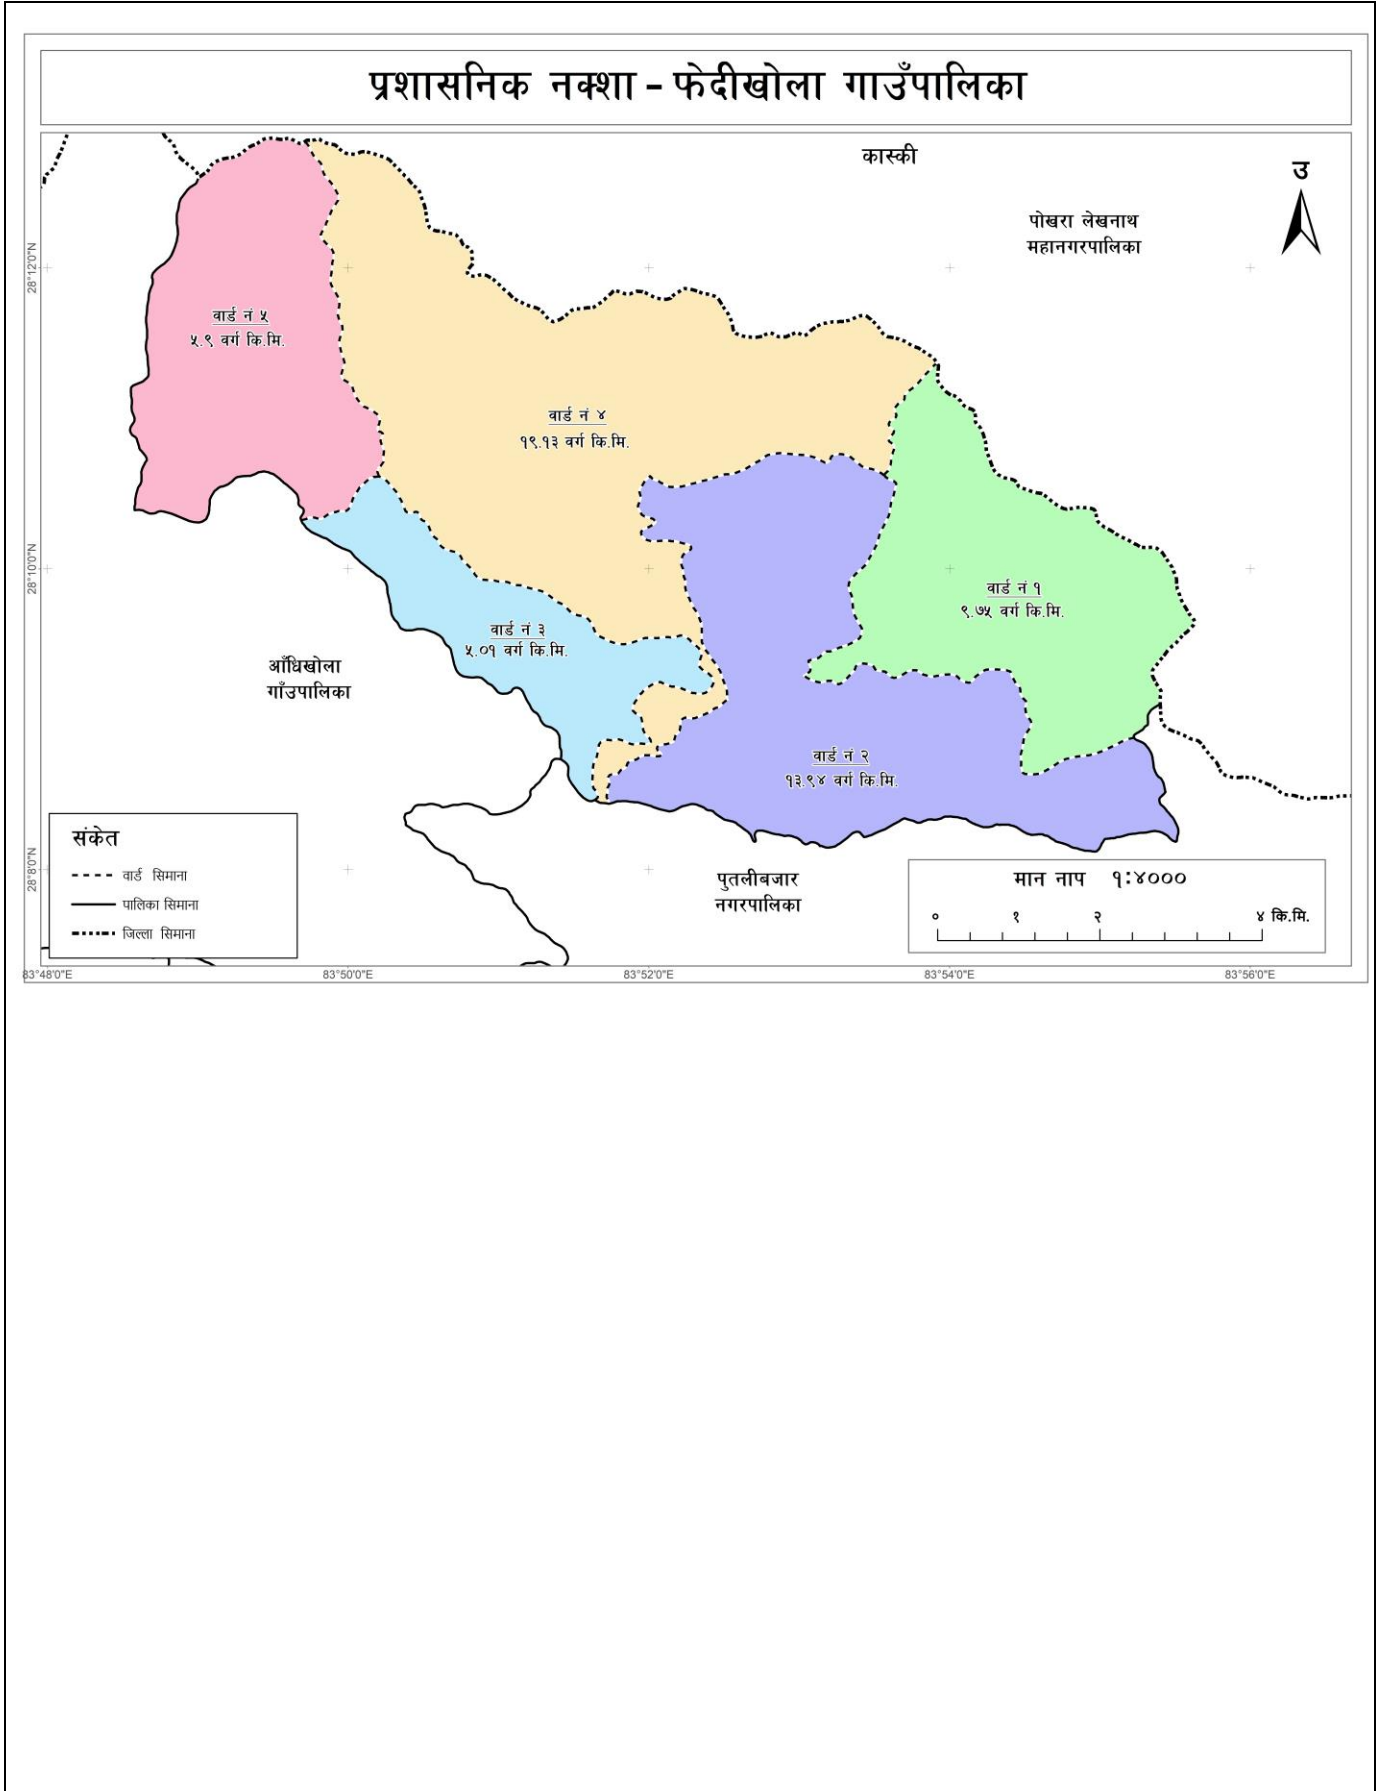 प्रशासनिक नक्शा - फेदीखोला गाउँपालिका
कास्की
उ
पोखरा लेखनाथ
महानगरपालिका
28°12'0"N
वार्ड नं ५
५.९ वर्ग कि.मि.
वार्ड नं ४
१९.१३ वर्ग कि.मि.
28°10'0"N
वार्ड नं १
९.७५ वर्ग कि.मि.
वार्ड नं ३
५.०१ वर्ग कि.मि.
आँधिखोला
गाँउपालिका
वार्ड नं २
१३.९४ वर्ग कि.मि.
28°8'0"N
संकेत
वार्ड सिमाना
पालिका सिमाना
जिल्ला सिमाना
पुतलीबजार
नगरपालिका
मान नाप १:४०००
० १ २ ४ कि.मि.
83°48'0"E 83°50'0"E 83°52'0"E 83°54'0"E 83°56'0"E